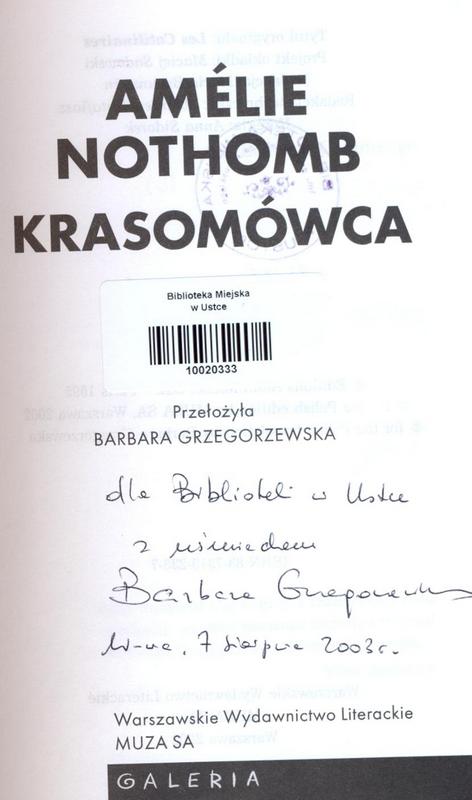 AMÉLIE
NOTHOMB
KRASOMÓWCA
Biblioteka Miejska
w Ustce
10020333
Przełożyła
BARBARA GRZEGORZEWSKA
dla Biblioteki w Ustce
z uśmiechem
Barbara Grzegorzewska
W-wa, 7 sierpnia 2003 r.
Warszawskie Wydawnictwo Literackie
MUZA SA
GALERIA